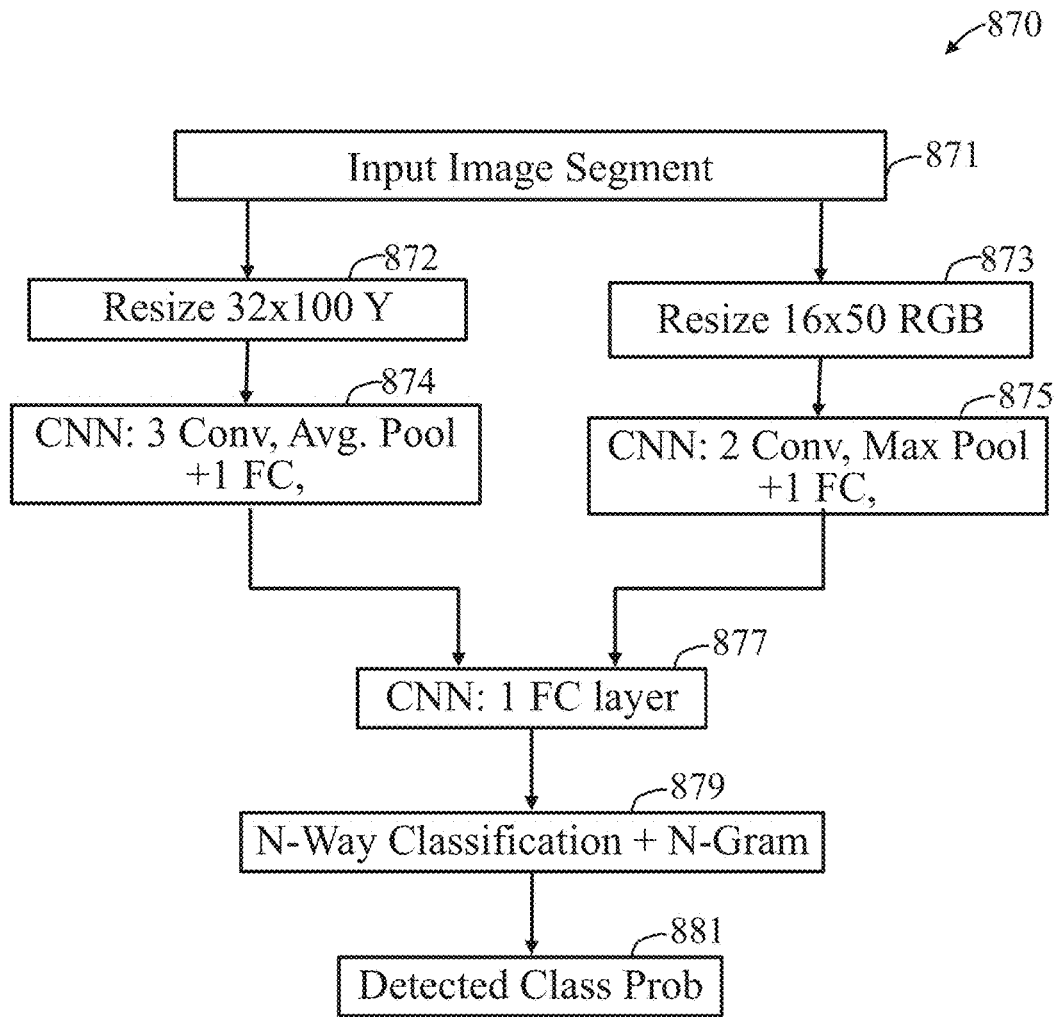 870
Input Image Segment
871
872
873
Resize 32x100 Y
Resize 16x50 RGB
874
875
CNN: 3 Conv, Avg. Pool
+1 FC,
CNN: 2 Conv, Max Pool
+1 FC,
877
CNN: 1 FC layer
879
N-Way Classification + N-Gram
881
Detected Class Prob